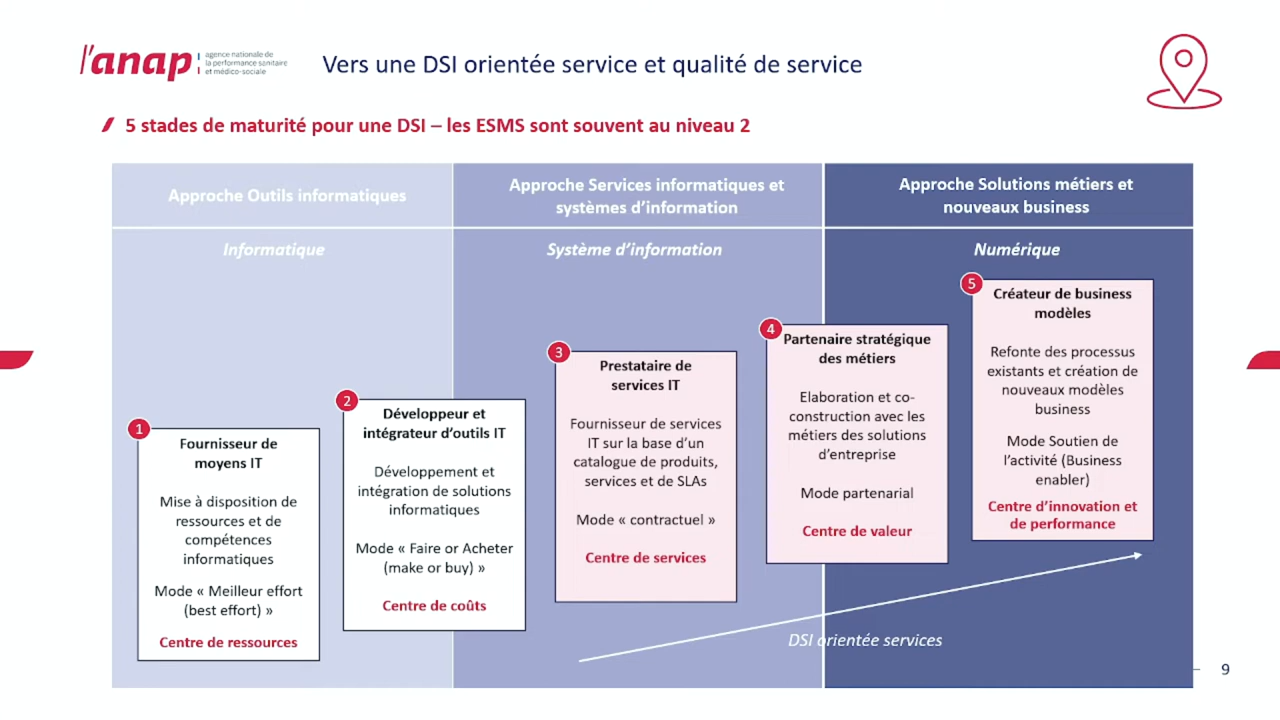 l'anap
agence nationale de
la performance sanitaire
et médico-sociale
Vers une DSI orientée service et qualité de service
5 stades de maturité pour une DSI – les ESMS sont souvent au niveau 2
Approche Outils informatiques
Approche Services informatiques et
systèmes d'information
Approche Solutions métiers et
nouveaux business
Informatique
Système d'information
Numérique
1
Fournisseur de
moyens IT
Mise à disposition de
ressources et de
compétences
informatiques
Mode « Meilleur effort
(best effort) »
Centre de ressources
2
Développeur et
intégrateur d'outils IT
Développement et
intégration de solutions
informatiques
Mode « Faire or Acheter
(make or buy) »
Centre de coûts
3
Prestataire de
services IT
Fournisseur de services
IT sur la base d'un
catalogue de produits,
services et de SLAs
Mode « contractuel »
Centre de services
4
Partenaire stratégique
des métiers
Elaboration et co-
construction avec les
métiers des solutions
d'entreprise
Mode partenarial
Centre de valeur
5
Créateur de business
modèles
Refonte des processus
existants et création de
nouveaux modèles
business
Mode Soutien de
l'activité (Business
enabler)
Centre d'innovation et
de performance
DSI orientée services
9